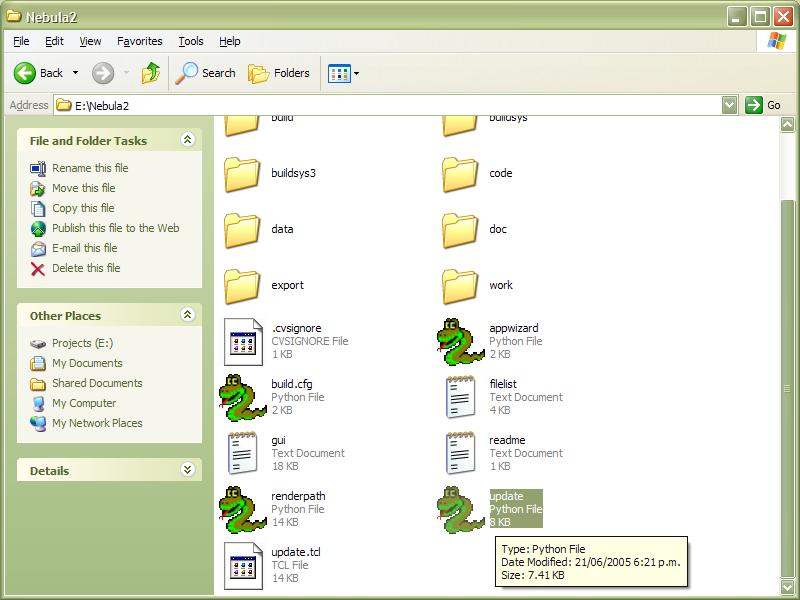 Nebula2
File Edit View Favorites Tools Help
Back Search Folders
Address E:\Nebula2 Go
File and Folder Tasks
Rename this file
Move this file
Copy this file
Publish this file to the Web
E-mail this file
Delete this file
Other Places
Projects (E:)
My Documents
Shared Documents
My Computer
My Network Places
Details
build
buildsys
buildsys3
code
data
doc
export
work
.cvsignore
CVSIGNORE File
1 KB
appwizard
Python File
2 KB
build.cfg
Python File
2 KB
filelist
Text Document
4 KB
gui
Text Document
18 KB
readme
Text Document
1 KB
renderpath
Python File
14 KB
update
Python File
8 KB
update.tcl
TCL File
14 KB
Type: Python File
Date Modified: 21/06/2005 6:21 p.m.
Size: 7.41 KB